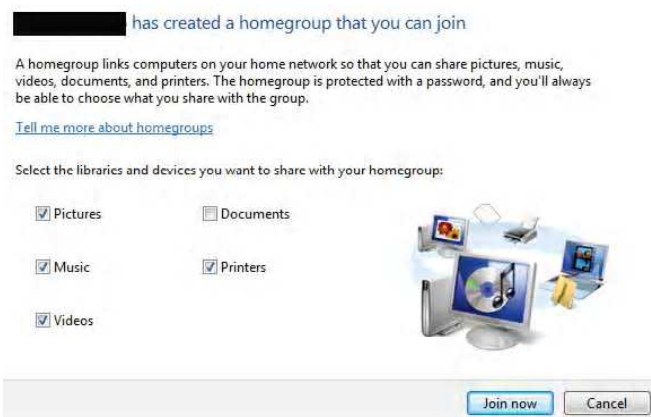 has created a homegroup that you can join
A homegroup links computers on your home network so that you can share pictures, music,
videos, documents, and printers. The homegroup is protected with a password, and you'll always
be able to choose what you share with the group.
Tell me more about homegroups
Select the libraries and devices you want to share with your homegroup:
Pictures Documents
Music Printers
Videos
Join now Cancel